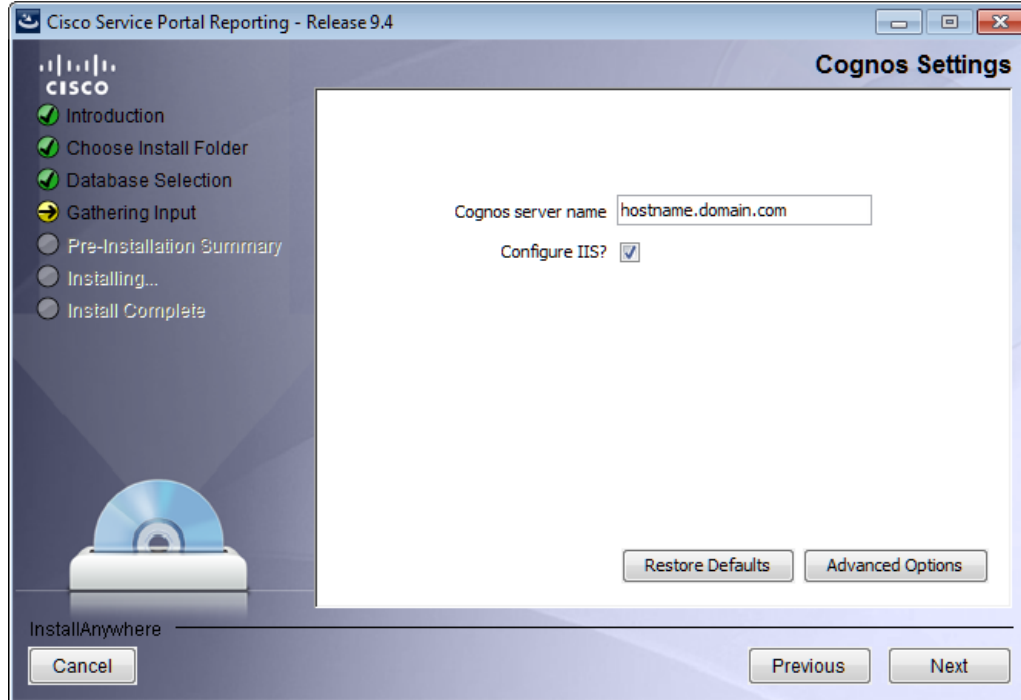 Cisco Service Portal Reporting - Release 9.4
CISCO
Cognos Settings
Introduction
Choose Install Folder
Database Selection
Gathering Input
Pre-Installation Summary
Installing...
Install Complete
Cognos server name hostname.domain.com
Configure IIS?
Restore Defaults Advanced Options
InstallAnywhere
Cancel Previous Next